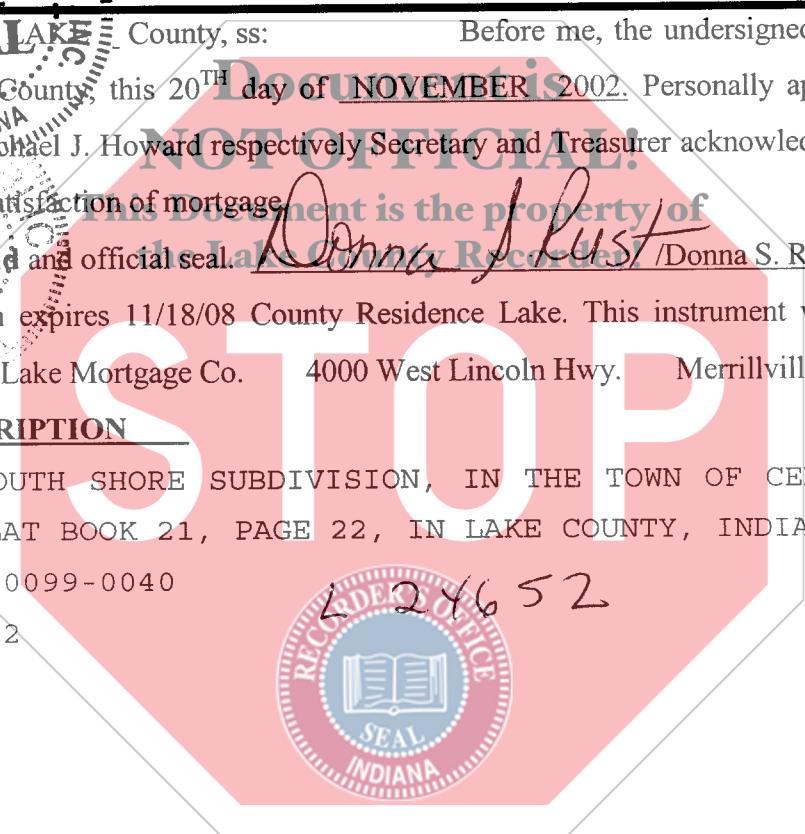 LAKE County, ss: Before me, the undersigned
County, this 20TH day of NOVEMBER 2002. Personally ap
chael J. Howard respectively Secretary and Treasurer acknowled
atisfaction of mortgage.
d and official seal. Donna S Rust /Donna S. R
n expires 11/18/08 County Residence Lake. This instrument w
Lake Mortgage Co. 4000 West Lincoln Hwy. Merrillvill
RIPTION
OUTH SHORE SUBDIVISION, IN THE TOWN OF CE
LAT BOOK 21, PAGE 22, IN LAKE COUNTY, INDIA
0099-0040
L 24652
2
Document is
NOT OFFICIAL!
This Document is the property of
the Lake County Recorder!
STOP
RECORDER'S OFFICE
SEAL
INDIANA